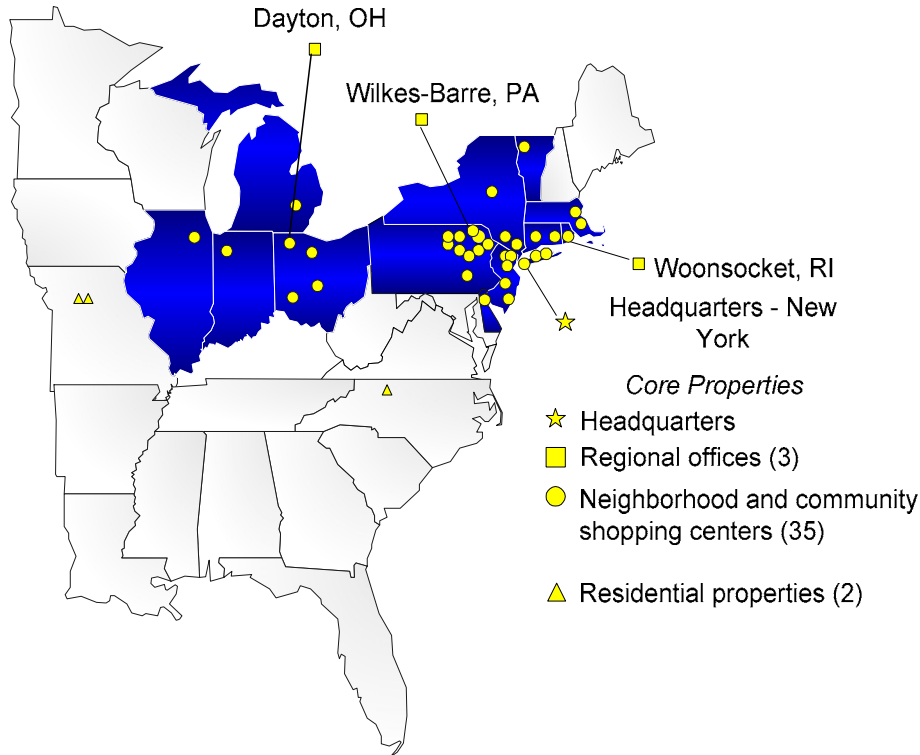 Dayton, OH
Wilkes-Barre, PA
Woonsocket, RI
Headquarters - New
York
Core Properties
Headquarters
Regional offices (3)
Neighborhood and community
shopping centers (35)
Residential properties (2)